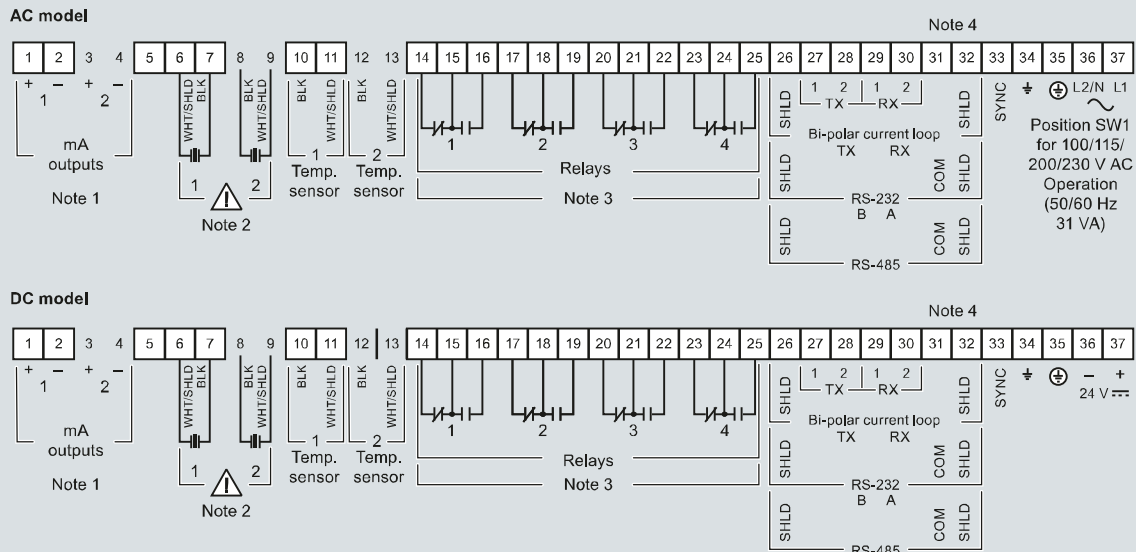 AC model
Note 4
1 2 3 4 5 6 7 8 9 10 11 12 13 14 15 16 17 18 19 20 21 22 23 24 25 26 27 28 29 30 31 32 33 34 35 36 37
+ − + −
1 2
mA
outputs
Note 1
WHT/SHLD
BLK
BLK
WHT/SHLD
1 2
Note 2
BLK
WHT/SHLD
1
Temp.
sensor
BLK
WHT/SHLD
2
Temp.
sensor
1 2 3 4
Relays
Note 3
SHLD
1 2 1 2
TX RX
SHLD
Bi-polar current loop
SHLD
TX RX
COM
SHLD
RS-232
SHLD
B A
COM
SHLD
RS-485
SYNC
L2/N L1
Position SW1
for 100/115/
200/230 V AC
Operation
(50/60 Hz
31 VA)
DC model
Note 4
1 2 3 4 5 6 7 8 9 10 11 12 13 14 15 16 17 18 19 20 21 22 23 24 25 26 27 28 29 30 31 32 33 34 35 36 37
+ − + −
1 2
mA
outputs
Note 1
WHT/SHLD
BLK
BLK
WHT/SHLD
1 2
Note 2
BLK
WHT/SHLD
1
Temp.
sensor
BLK
WHT/SHLD
2
Temp.
sensor
1 2 3 4
Relays
Note 3
SHLD
1 2 1 2
TX RX
SHLD
Bi-polar current loop
SHLD
TX RX
COM
SHLD
RS-232
SHLD
B A
COM
SHLD
RS-485
SYNC
− +
24 V